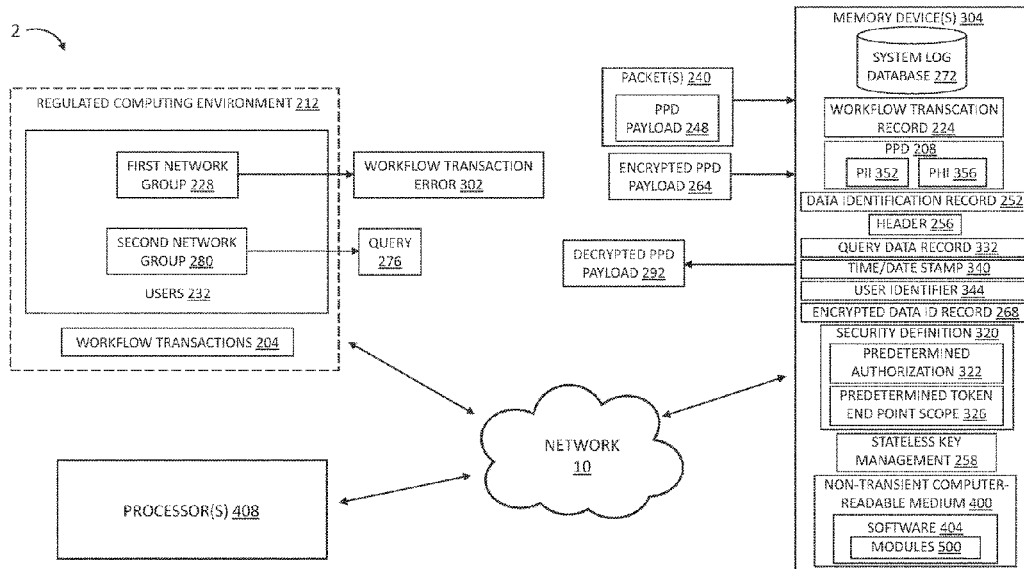 2
REGULATED COMPUTING ENVIRONMENT 212
FIRST NETWORK
GROUP 228
SECOND NETWORK
GROUP 280
USERS 232
WORKFLOW TRANSACTIONS 204
WORKFLOW TRANSACTION
ERROR 302
QUERY
276
PACKET(S) 240
PPD
PAYLOAD 248
ENCRYPTED PPD
PAYLOAD 264
DECRYPTED PPD
PAYLOAD 292
PROCESSOR(S) 408
NETWORK
10
MEMORY DEVICE(S) 304
SYSTEM LOG
DATABASE 272
WORKFLOW TRANSCATION
RECORD 224
PPD 208
PII 352
PHI 356
DATA IDENTIFICATION RECORD 252
HEADER 256
QUERY DATA RECORD 332
TIME/DATE STAMP 340
USER IDENTIFIER 344
ENCRYPTED DATA ID RECORD 268
SECURITY DEFINITION 320
PREDETERMINED
AUTHORIZATION 322
PREDETERMINED TOKEN
END POINT SCOPE 326
STATELESS KEY
MANAGEMENT 258
NON-TRANSIENT COMPUTER-
READABLE MEDIUM 400
SOFTWARE 404
MODULES 500